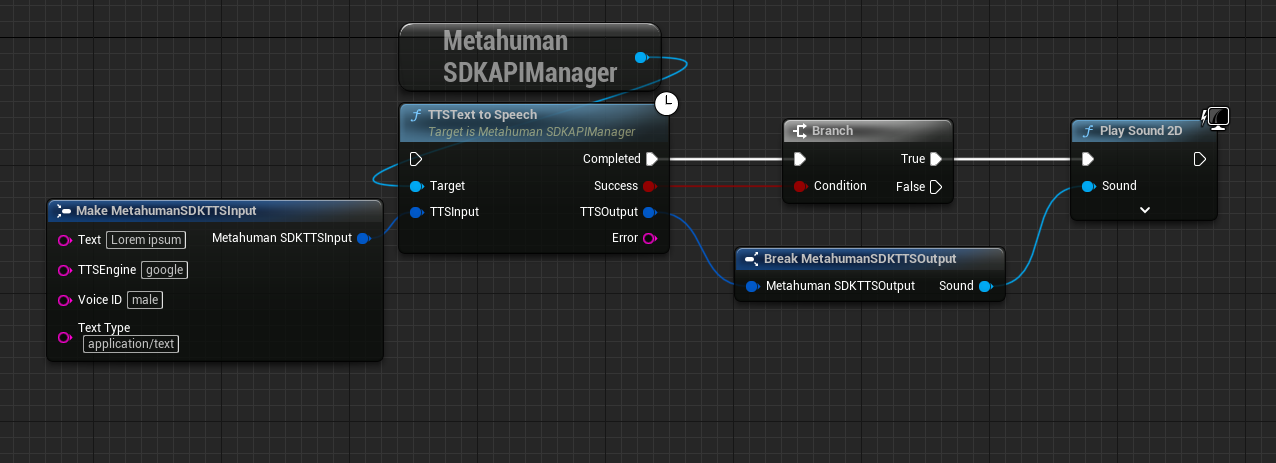 Metahuman
SDKAPIManager
TTSText to Speech
Target is Metahuman SDKAPIManager
Completed
Target
Success
TTSInput
TTSOutput
Error
Make MetahumanSDKTTSInput
Text Lorem ipsum
Metahuman SDKTTSInput
TTSEngine google
Voice ID male
Text Type
application/text
Branch
True
Condition
False
Break MetahumanSDKTTSOutput
Metahuman SDKTTSOutput
Sound
Play Sound 2D
Sound